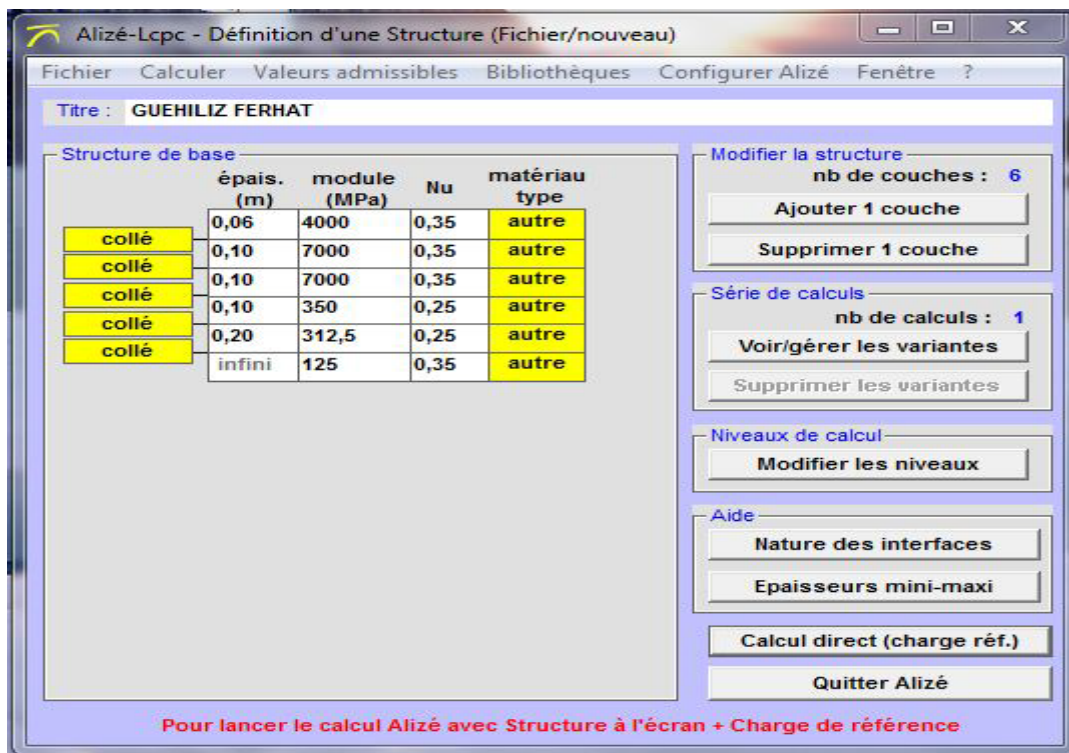 Alizé-Lcpc - Définition d'une Structure (Fichier/nouveau)
Fichier Calculer Valeurs admissibles Bibliothèques Configurer Alizé Fenêtre ?
Titre : GUEHILIZ FERHAT
Structure de base
épais. (m) module (MPa) Nu matériau type
0,06 4000 0,35 autre
collé
0,10 7000 0,35 autre
collé
0,10 7000 0,35 autre
collé
0,10 350 0,25 autre
collé
0,20 312,5 0,25 autre
collé
infini 125 0,35 autre
Modifier la structure
nb de couches : 6
Ajouter 1 couche
Supprimer 1 couche
Série de calculs
nb de calculs : 1
Voir/gérer les variantes
Supprimer les variantes
Niveaux de calcul
Modifier les niveaux
Aide
Nature des interfaces
Epaisseurs mini-maxi
Calcul direct (charge réf.)
Quitter Alizé
Pour lancer le calcul Alizé avec Structure à l'écran + Charge de référence